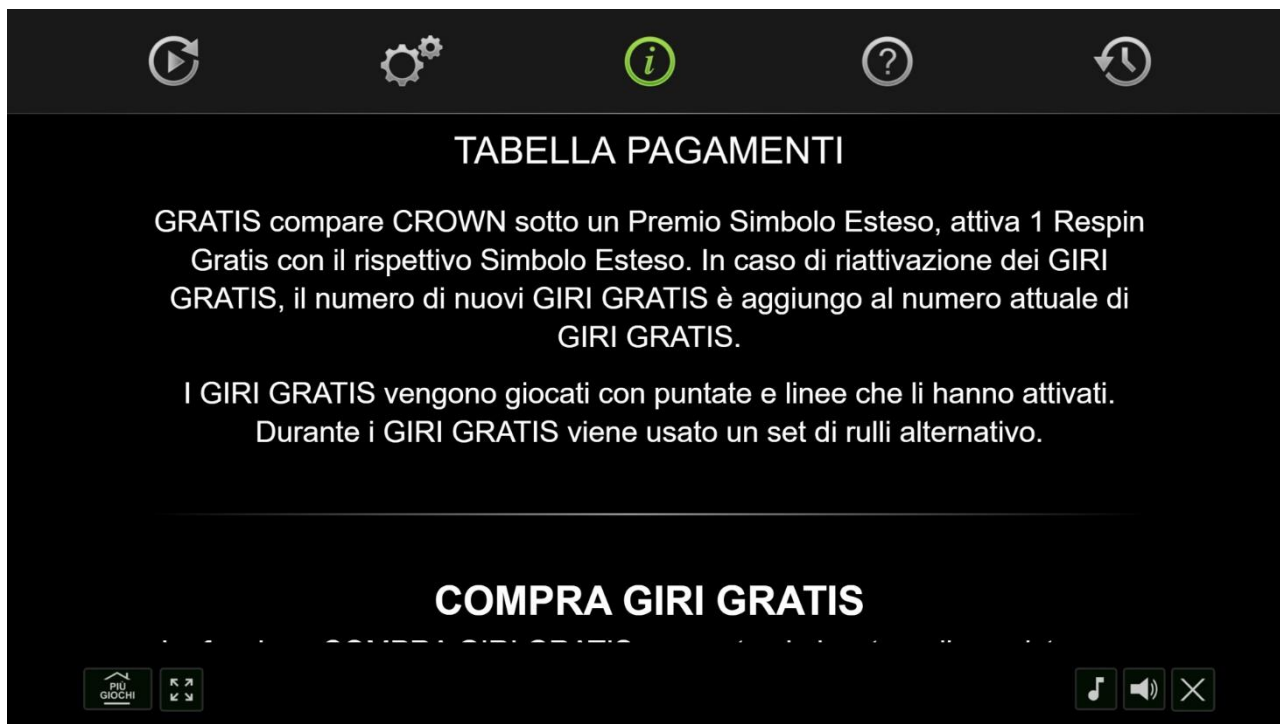 TABELLA PAGAMENTI
GRATIS compare CROWN sotto un Premio Simbolo Esteso, attiva 1 Respin
Gratis con il rispettivo Simbolo Esteso. In caso di riattivazione dei GIRI
GRATIS, il numero di nuovi GIRI GRATIS è aggiungo al numero attuale di
GIRI GRATIS.
I GIRI GRATIS vengono giocati con puntate e linee che li hanno attivati.
Durante i GIRI GRATIS viene usato un set di rulli alternativo.
COMPRA GIRI GRATIS
COMPRA GIRI GRATIS
PIÙ
GIOCHI